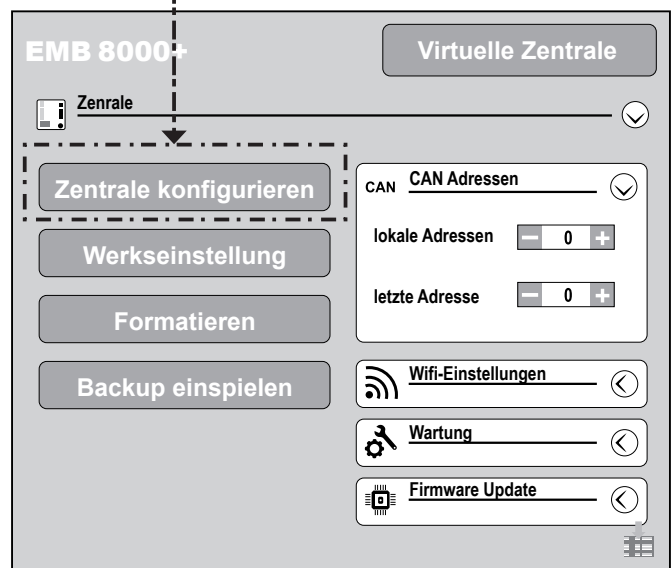 EMB 8000+
Virtuelle Zentrale
Zenrale
Zentrale konfigurieren
Werkseinstellung
Formatieren
Backup einspielen
CAN CAN Adressen
lokale Adressen − 0 +
letzte Adresse − 0 +
Wifi-Einstellungen
Wartung
Firmware Update